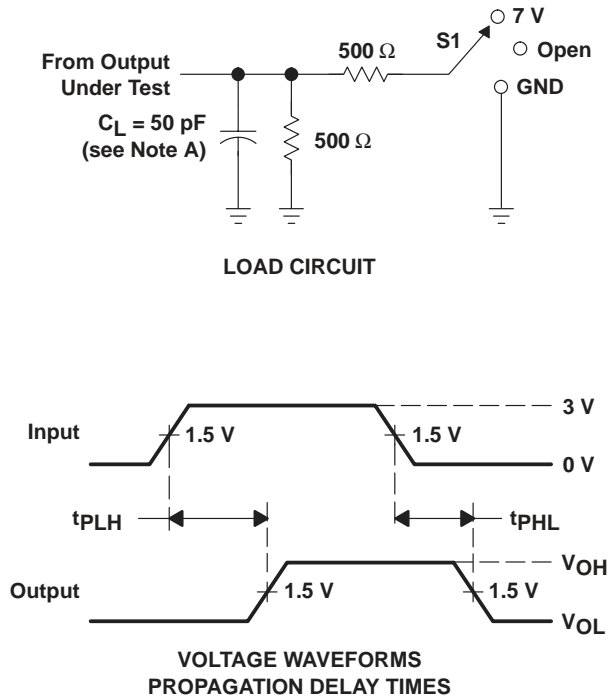 7 V
S1
Open
GND
500 Ω
From Output
Under Test
CL = 50 pF
(see Note A)
500 Ω
LOAD CIRCUIT
3 V
Input
1.5 V
1.5 V
0 V
tPLH
tPHL
VOH
Output
1.5 V
1.5 V
VOL
VOLTAGE WAVEFORMS
PROPAGATION DELAY TIMES